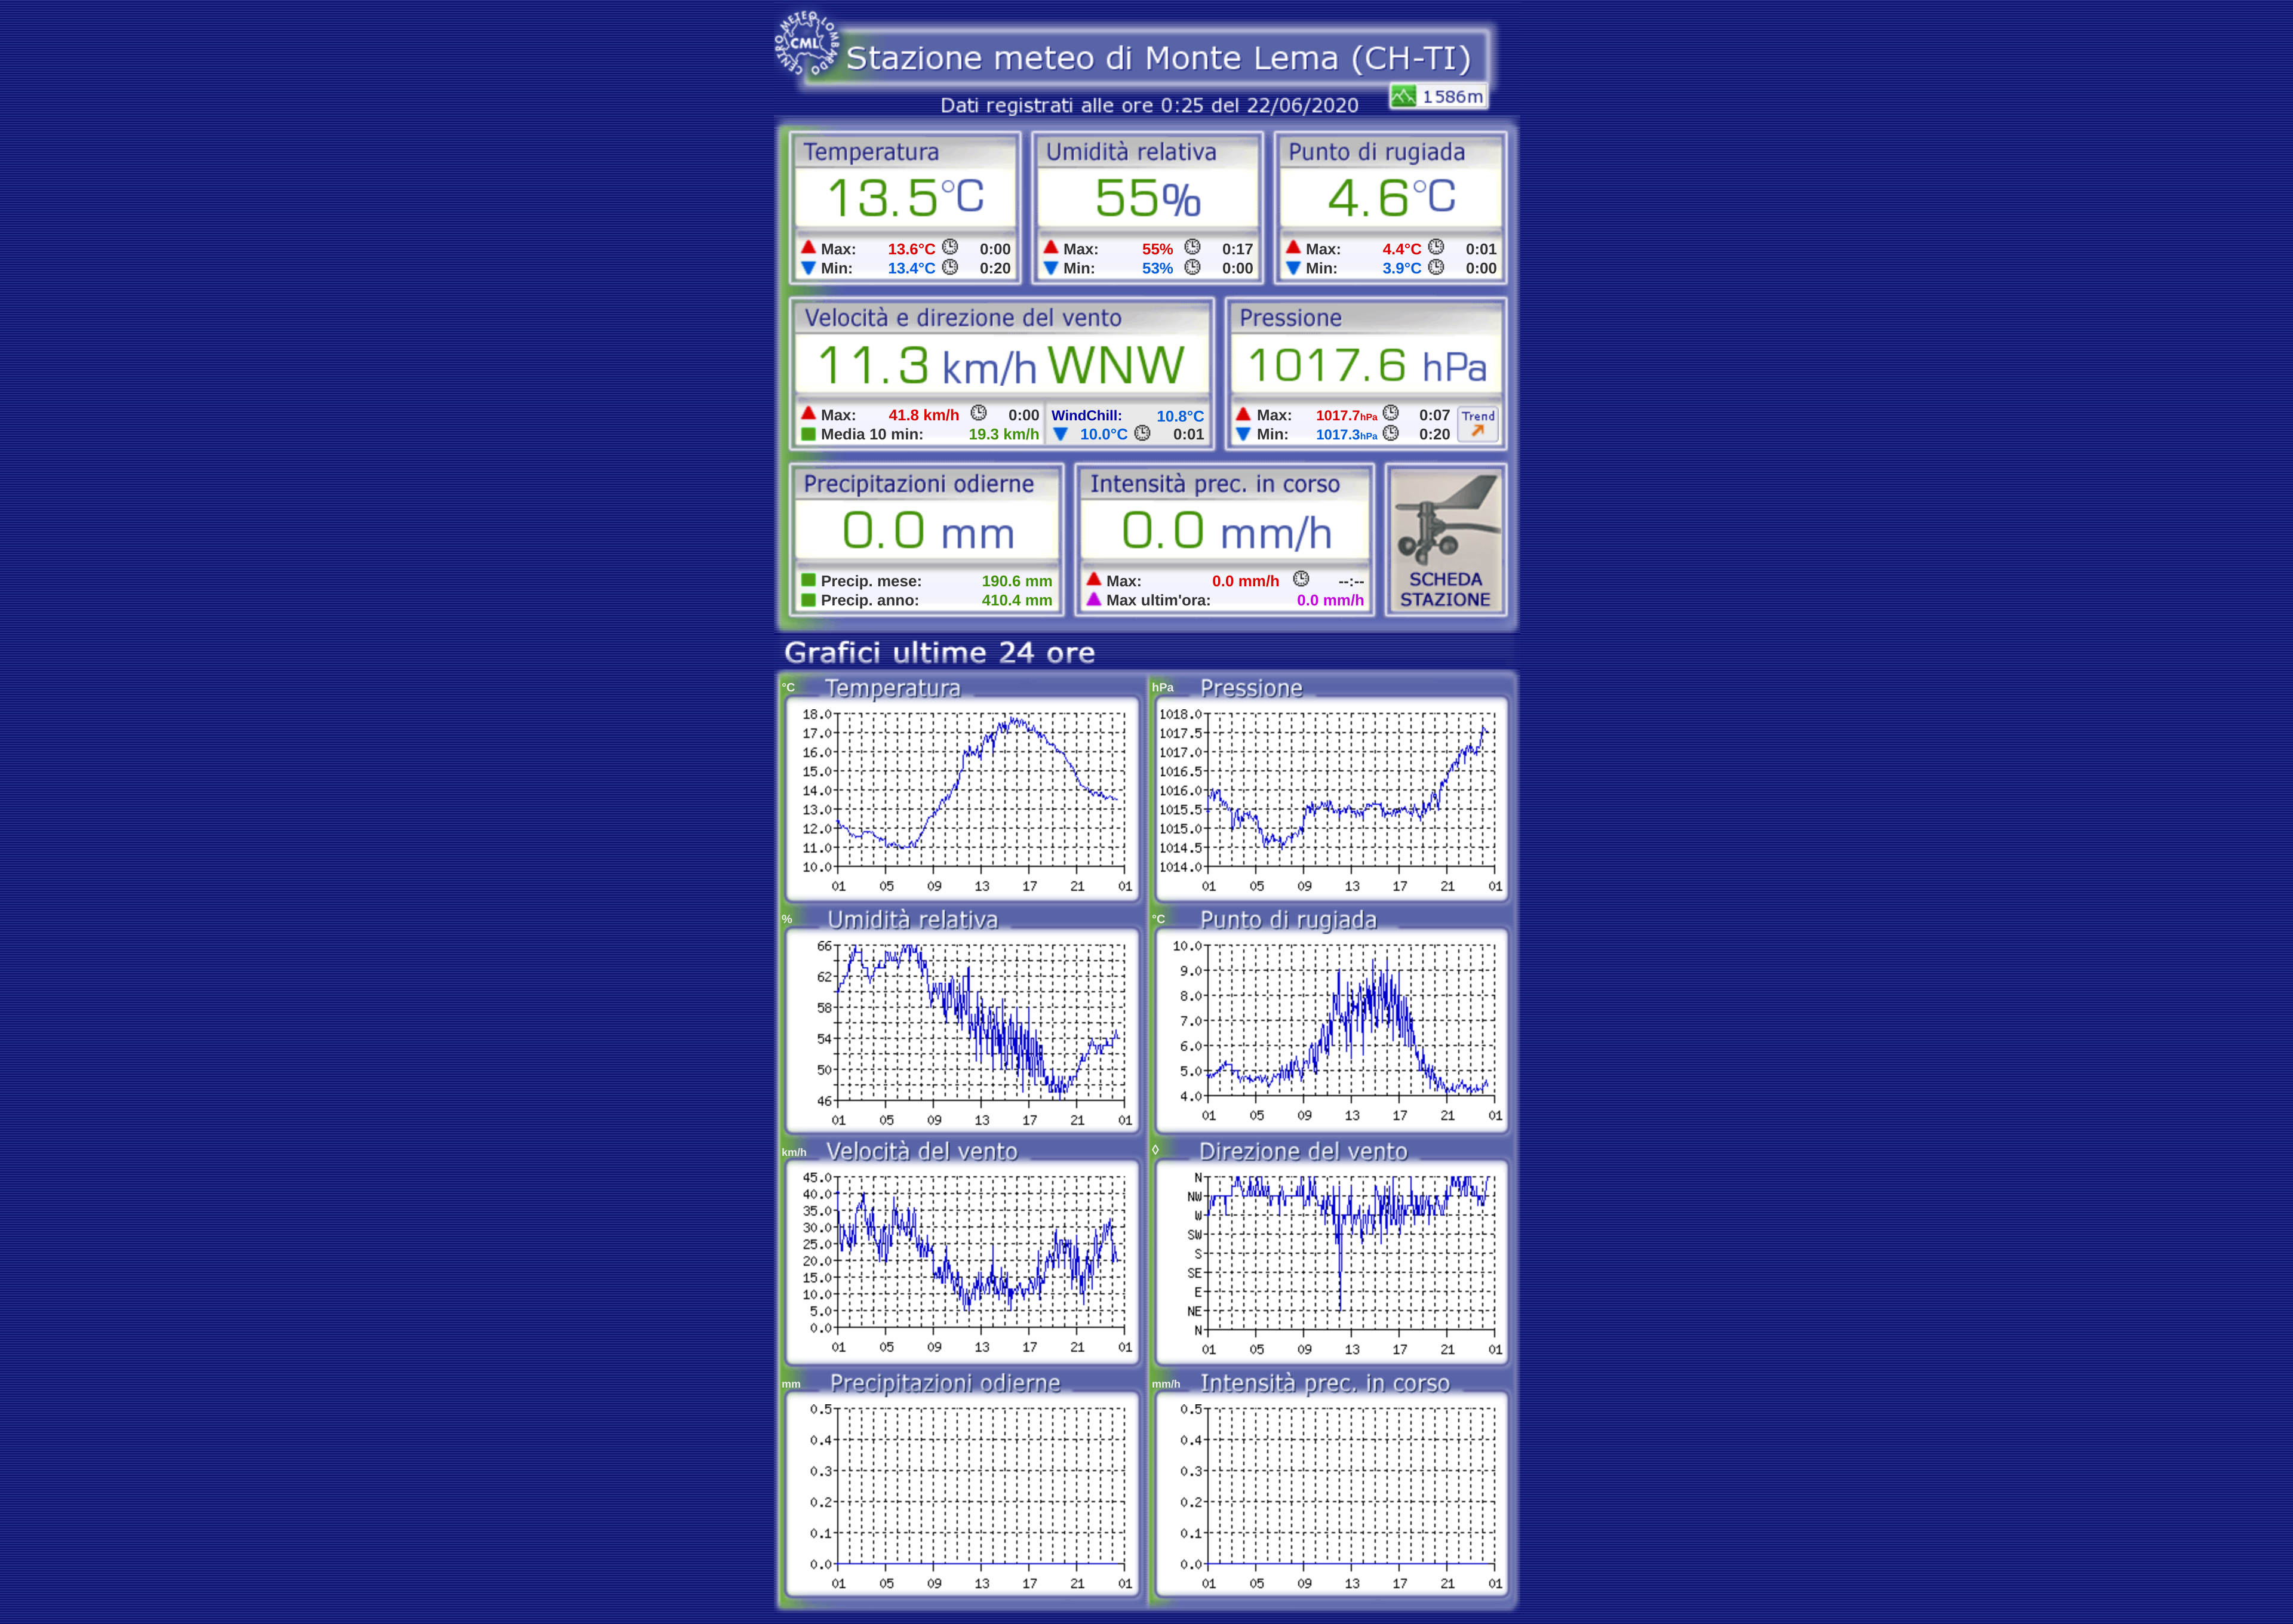 CENTRO METEO LOMBARDO
CML
Stazione meteo di Monte Lema (CH-TI)
1586m
Dati registrati alle ore 0:25 del 22/06/2020
Temperatura
13.5°C
Max: 13.6°C 0:00
Min: 13.4°C 0:20
Umidità relativa
55%
Max: 55% 0:17
Min: 53% 0:00
Punto di rugiada
4.6°C
Max: 4.4°C 0:01
Min: 3.9°C 0:00
Velocità e direzione del vento
11.3 km/h WNW
Max: 41.8 km/h 0:00
Media 10 min: 19.3 km/h
WindChill: 10.8°C
10.0°C 0:01
Pressione
1017.6 hPa
Max: 1017.7hPa 0:07
Min: 1017.3hPa 0:20
Trend
Precipitazioni odierne
0.0 mm
Precip. mese: 190.6 mm
Precip. anno: 410.4 mm
Intensità prec. in corso
0.0 mm/h
Max: 0.0 mm/h --:--
Max ultim'ora: 0.0 mm/h
SCHEDA
STAZIONE
Grafici ultime 24 ore
°C Temperatura
18.0
17.0
16.0
15.0
14.0
13.0
12.0
11.0
10.0
01 05 09 13 17 21 01
hPa Pressione
1018.0
1017.5
1017.0
1016.5
1016.0
1015.5
1015.0
1014.5
1014.0
01 05 09 13 17 21 01
% Umidità relativa
66
62
58
54
50
46
01 05 09 13 17 21 01
°C Punto di rugiada
10.0
9.0
8.0
7.0
6.0
5.0
4.0
01 05 09 13 17 21 01
km/h Velocità del vento
45.0
40.0
35.0
30.0
25.0
20.0
15.0
10.0
5.0
0.0
01 05 09 13 17 21 01
◊ Direzione del vento
N
NW
W
SW
S
SE
E
NE
N
01 05 09 13 17 21 01
mm Precipitazioni odierne
0.5
0.4
0.3
0.2
0.1
0.0
01 05 09 13 17 21 01
mm/h Intensità prec. in corso
0.5
0.4
0.3
0.2
0.1
0.0
01 05 09 13 17 21 01